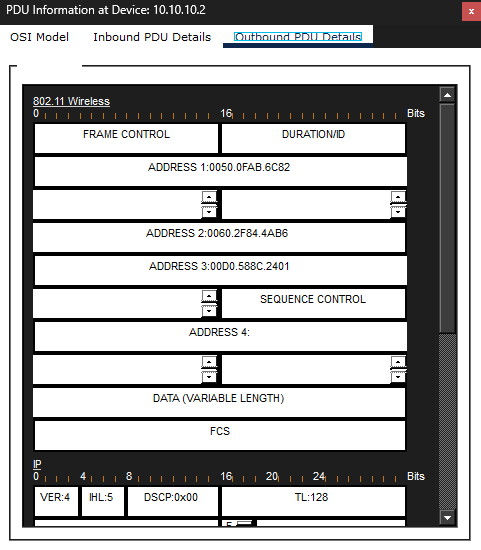 PDU Information at Device: 10.10.10.2
x
OSI Model Inbound PDU Details Outbound PDU Details
802.11 Wireless
0 16 Bits
FRAME CONTROL DURATION/ID
ADDRESS 1:0050.0FAB.6C82
ADDRESS 2:0060.2F84.4AB6
ADDRESS 3:00D0.588C.2401
SEQUENCE CONTROL
ADDRESS 4:
DATA (VARIABLE LENGTH)
FCS
IP
0 4 8 16 20 24 Bits
VER:4 IHL:5 DSCP:0x00 TL:128